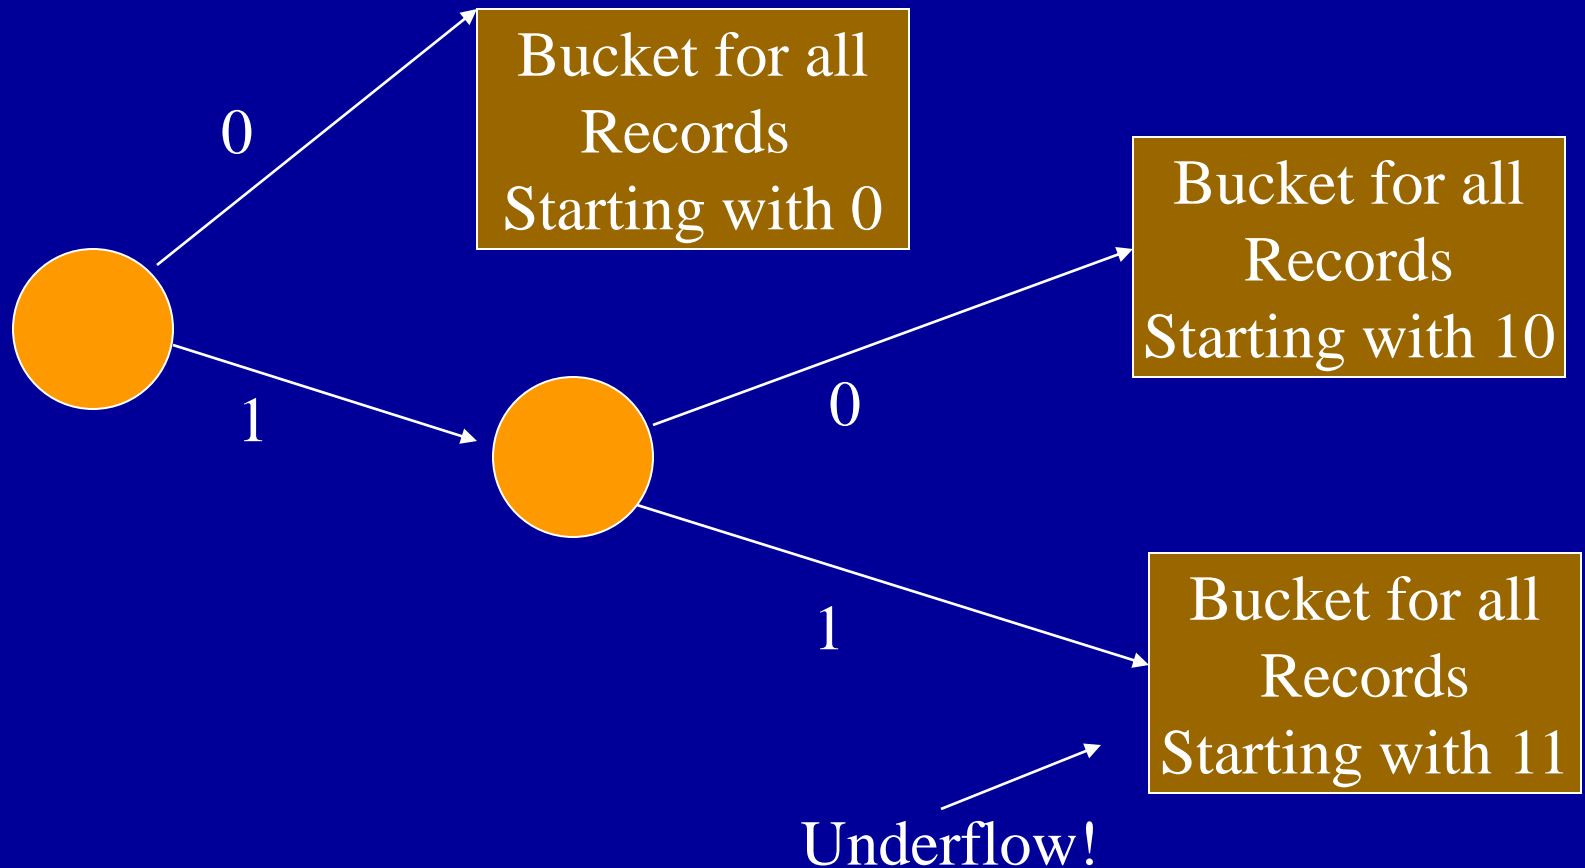 Bucket for all
Records
Starting with 0
0
Bucket for all
Records
Starting with 10
1
0
Bucket for all
Records
Starting with 11
1
Underflow!